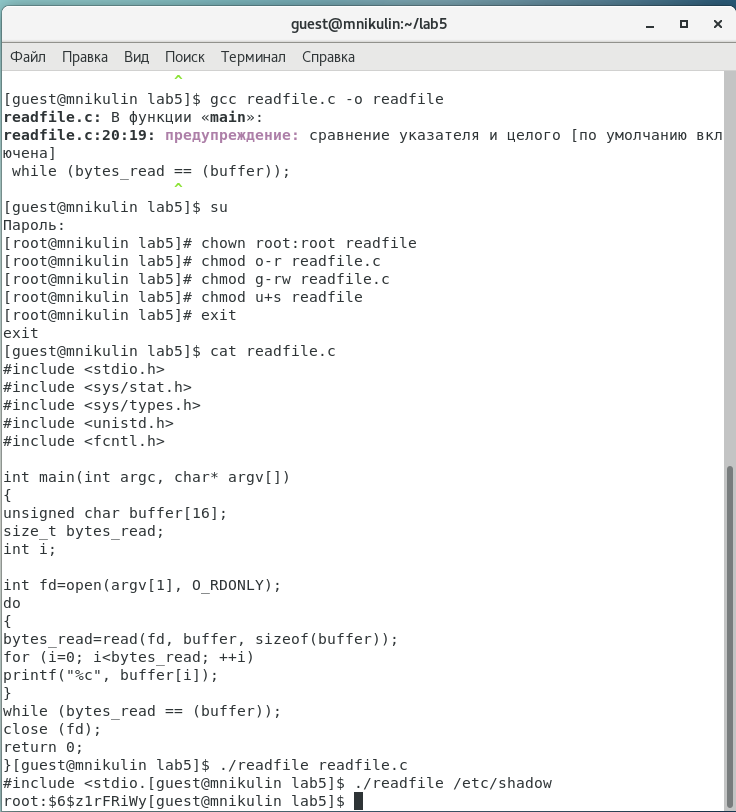 guest@mnikulin:~/lab5
Файл Правка Вид Поиск Терминал Справка
^
[guest@mnikulin lab5]$ gcc readfile.c -o readfile
readfile.c: В функции «main»:
readfile.c:20:19: предупреждение: сравнение указателя и целого [по умолчанию вкл
ючена]
 while (bytes_read == (buffer));
^
[guest@mnikulin lab5]$ su
Пароль:
[root@mnikulin lab5]# chown root:root readfile
[root@mnikulin lab5]# chmod o-r readfile.c
[root@mnikulin lab5]# chmod g-rw readfile.c
[root@mnikulin lab5]# chmod u+s readfile
[root@mnikulin lab5]# exit
exit
[guest@mnikulin lab5]$ cat readfile.c
#include <stdio.h>
#include <sys/stat.h>
#include <sys/types.h>
#include <unistd.h>
#include <fcntl.h>

int main(int argc, char* argv[])
{
unsigned char buffer[16];
size_t bytes_read;
int i;

int fd=open(argv[1], O_RDONLY);
do
{
bytes_read=read(fd, buffer, sizeof(buffer));
for (i=0; i<bytes_read; ++i)
printf("%c", buffer[i]);
}
while (bytes_read == (buffer));
close (fd);
return 0;
}[guest@mnikulin lab5]$ ./readfile readfile.c
#include <stdio.[guest@mnikulin lab5]$ ./readfile /etc/shadow
root:$6$z1rFRiWy[guest@mnikulin lab5]$